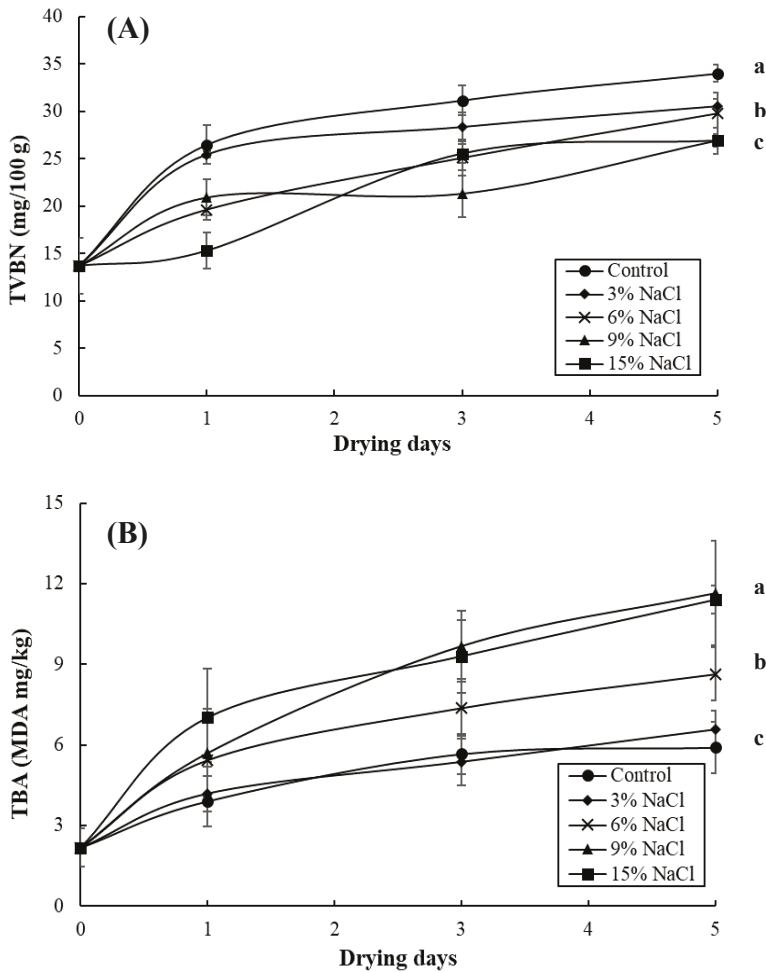 (A)
40
35
30
25
20
15
10
5
0
TVBN (mg/100 g)
a
b
c
Control
3% NaCl
6% NaCl
9% NaCl
15% NaCl
0 1 2 3 4 5
Drying days
(B)
15
12
9
6
3
0
TBA (MDA mg/kg)
a
b
c
Control
3% NaCl
6% NaCl
9% NaCl
15% NaCl
0 1 2 3 4 5
Drying days